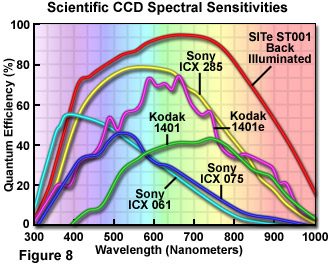 Scientific CCD Spectral Sensitivities
Quantum Efficiency (%)
100
80
60
40
20
0
SITe ST001
Back
Illuminated
Sony
ICX 285
Kodak
1401
Kodak
1401e
Sony
ICX 061
Sony
ICX 075
300 400 500 600 700 800 900 1000
Wavelength (Nanometers)
Figure 8